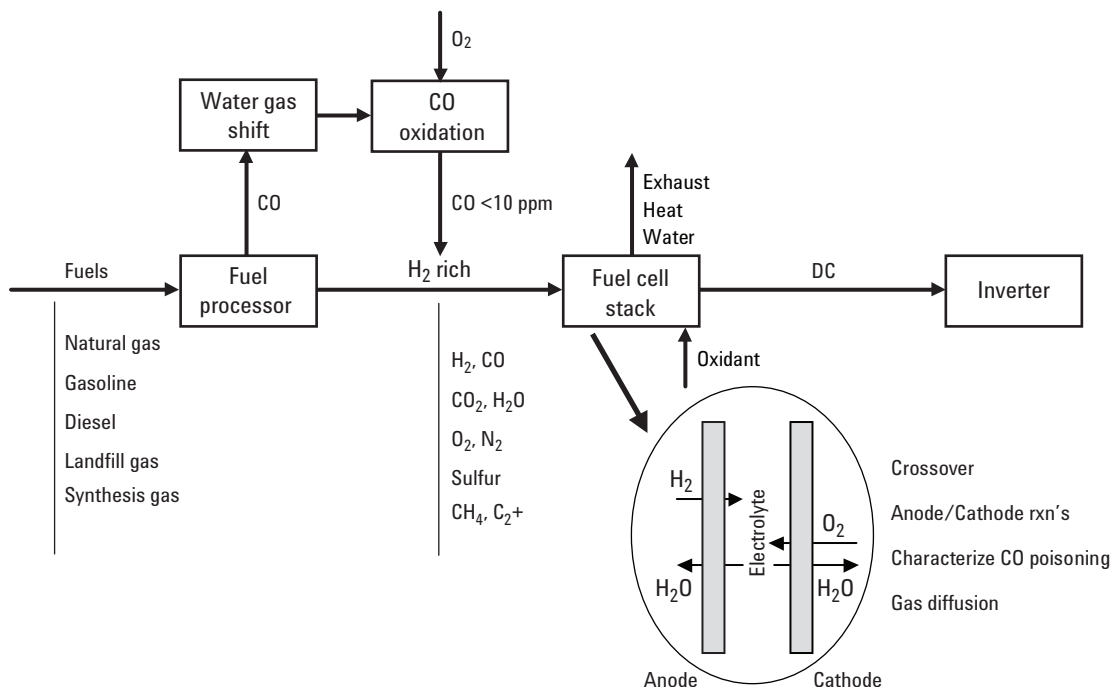 O₂
Water gas
shift
CO
oxidation
CO
CO <10 ppm
Exhaust
Heat
Water
Fuels
Fuel
processor
H₂ rich
Fuel cell
stack
DC
Inverter
Natural gas
Gasoline
Diesel
Landfill gas
Synthesis gas
H₂, CO
CO₂, H₂O
O₂, N₂
Sulfur
CH₄, C₂+
Oxidant
H₂
H₂O
Electrolyte
O₂
H₂O
Anode
Cathode
Crossover
Anode/Cathode rxn's
Characterize CO poisoning
Gas diffusion